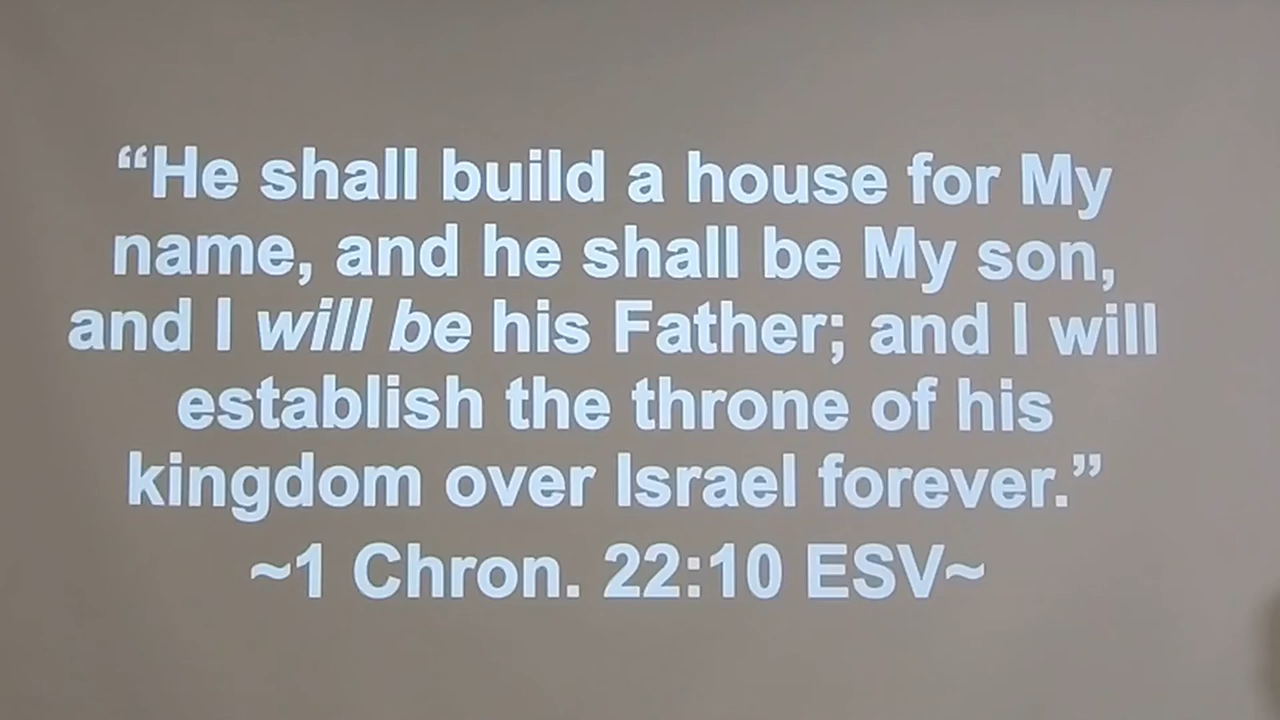 “He shall build a house for My
name, and he shall be My son,
and I will be his Father; and I will
establish the throne of his
kingdom over Israel forever.”
~1 Chron. 22:10 ESV~